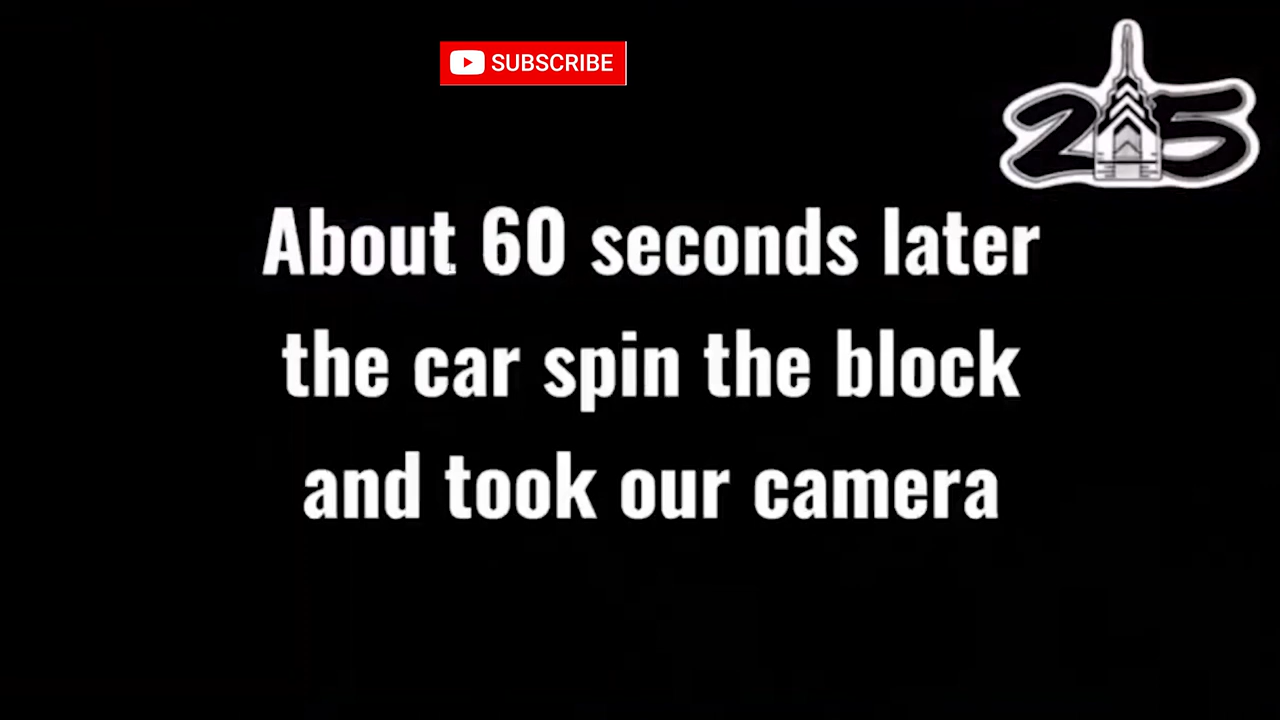 SUBSCRIBE
215
About 60 seconds later
the car spin the block
and took our camera